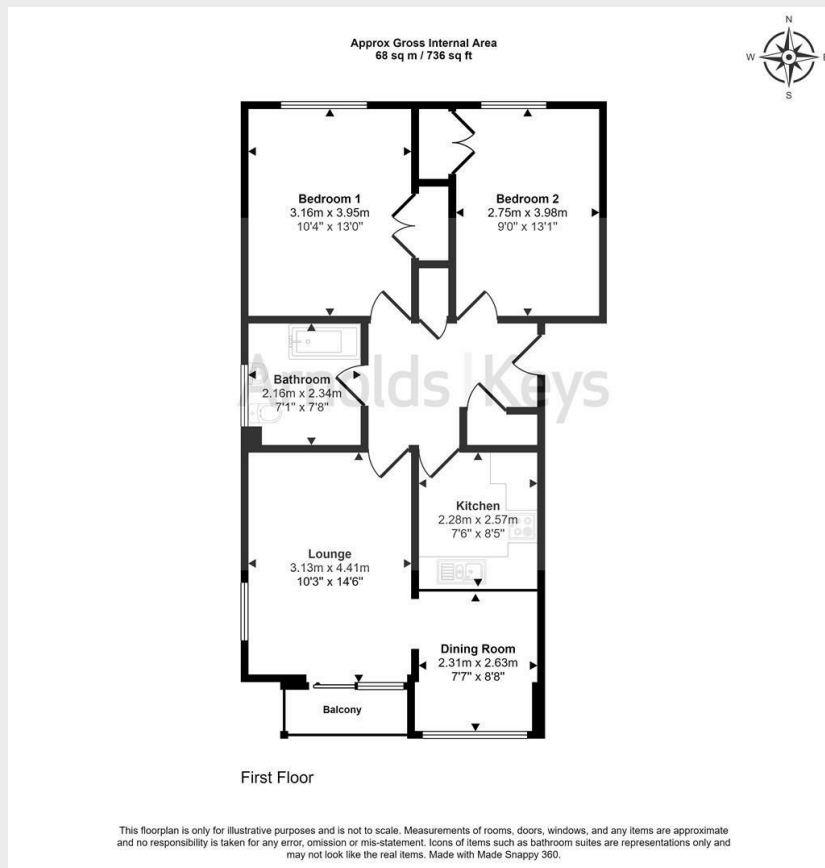 Approx Gross Internal Area
68 sq m / 736 sq ft
N
W
E
S
Bedroom 1
3.16m x 3.95m
10'4" x 13'0"
Bedroom 2
2.75m x 3.98m
9'0" x 13'1"
Arnolds | Keys
Bathroom
2.16m x 2.34m
7'1" x 7'8"
Kitchen
2.28m x 2.57m
7'6" x 8'5"
Lounge
3.13m x 4.41m
10'3" x 14'6"
Dining Room
2.31m x 2.63m
7'7" x 8'8"
Balcony
First Floor
This floorplan is only for illustrative purposes and is not to scale. Measurements of rooms, doors, windows, and any items are approximate
and no responsibility is taken for any error, omission or mis-statement. Icons of items such as bathroom suites are representations only and
may not look like the real items. Made with Made Snappy 360.